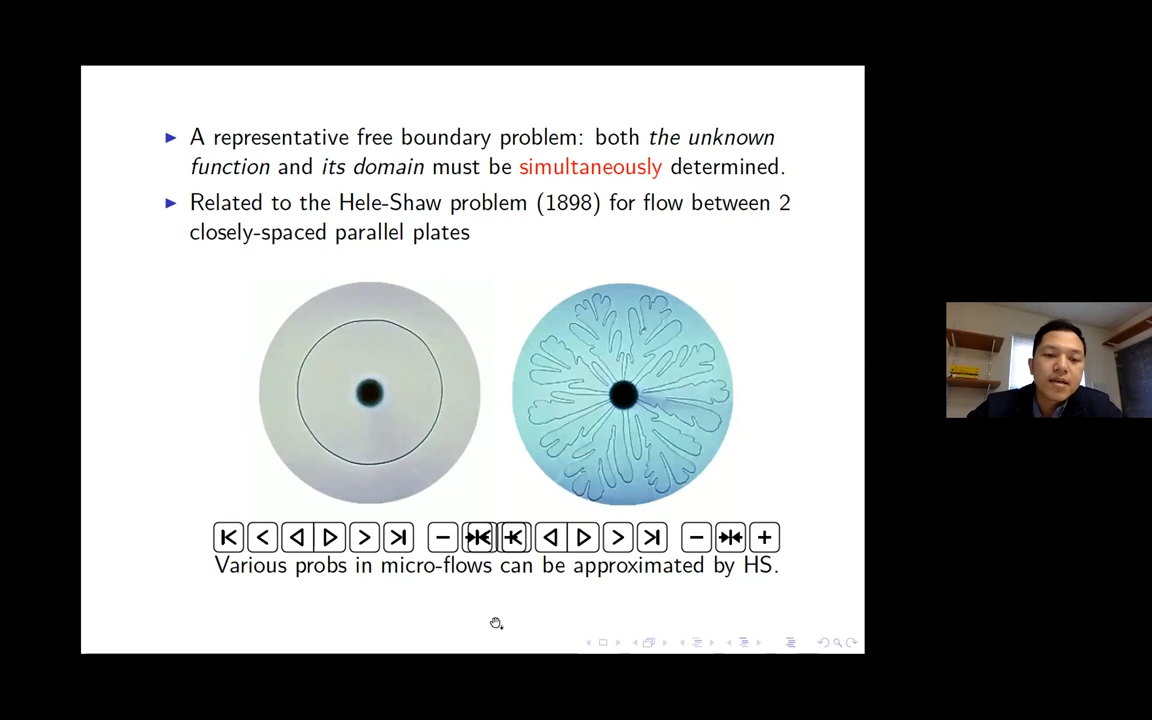 A representative free boundary problem: both the unknown
function and its domain must be simultaneously determined.
Related to the Hele-Shaw problem (1898) for flow between 2
closely-spaced parallel plates
Various probs in micro-flows can be approximated by HS.